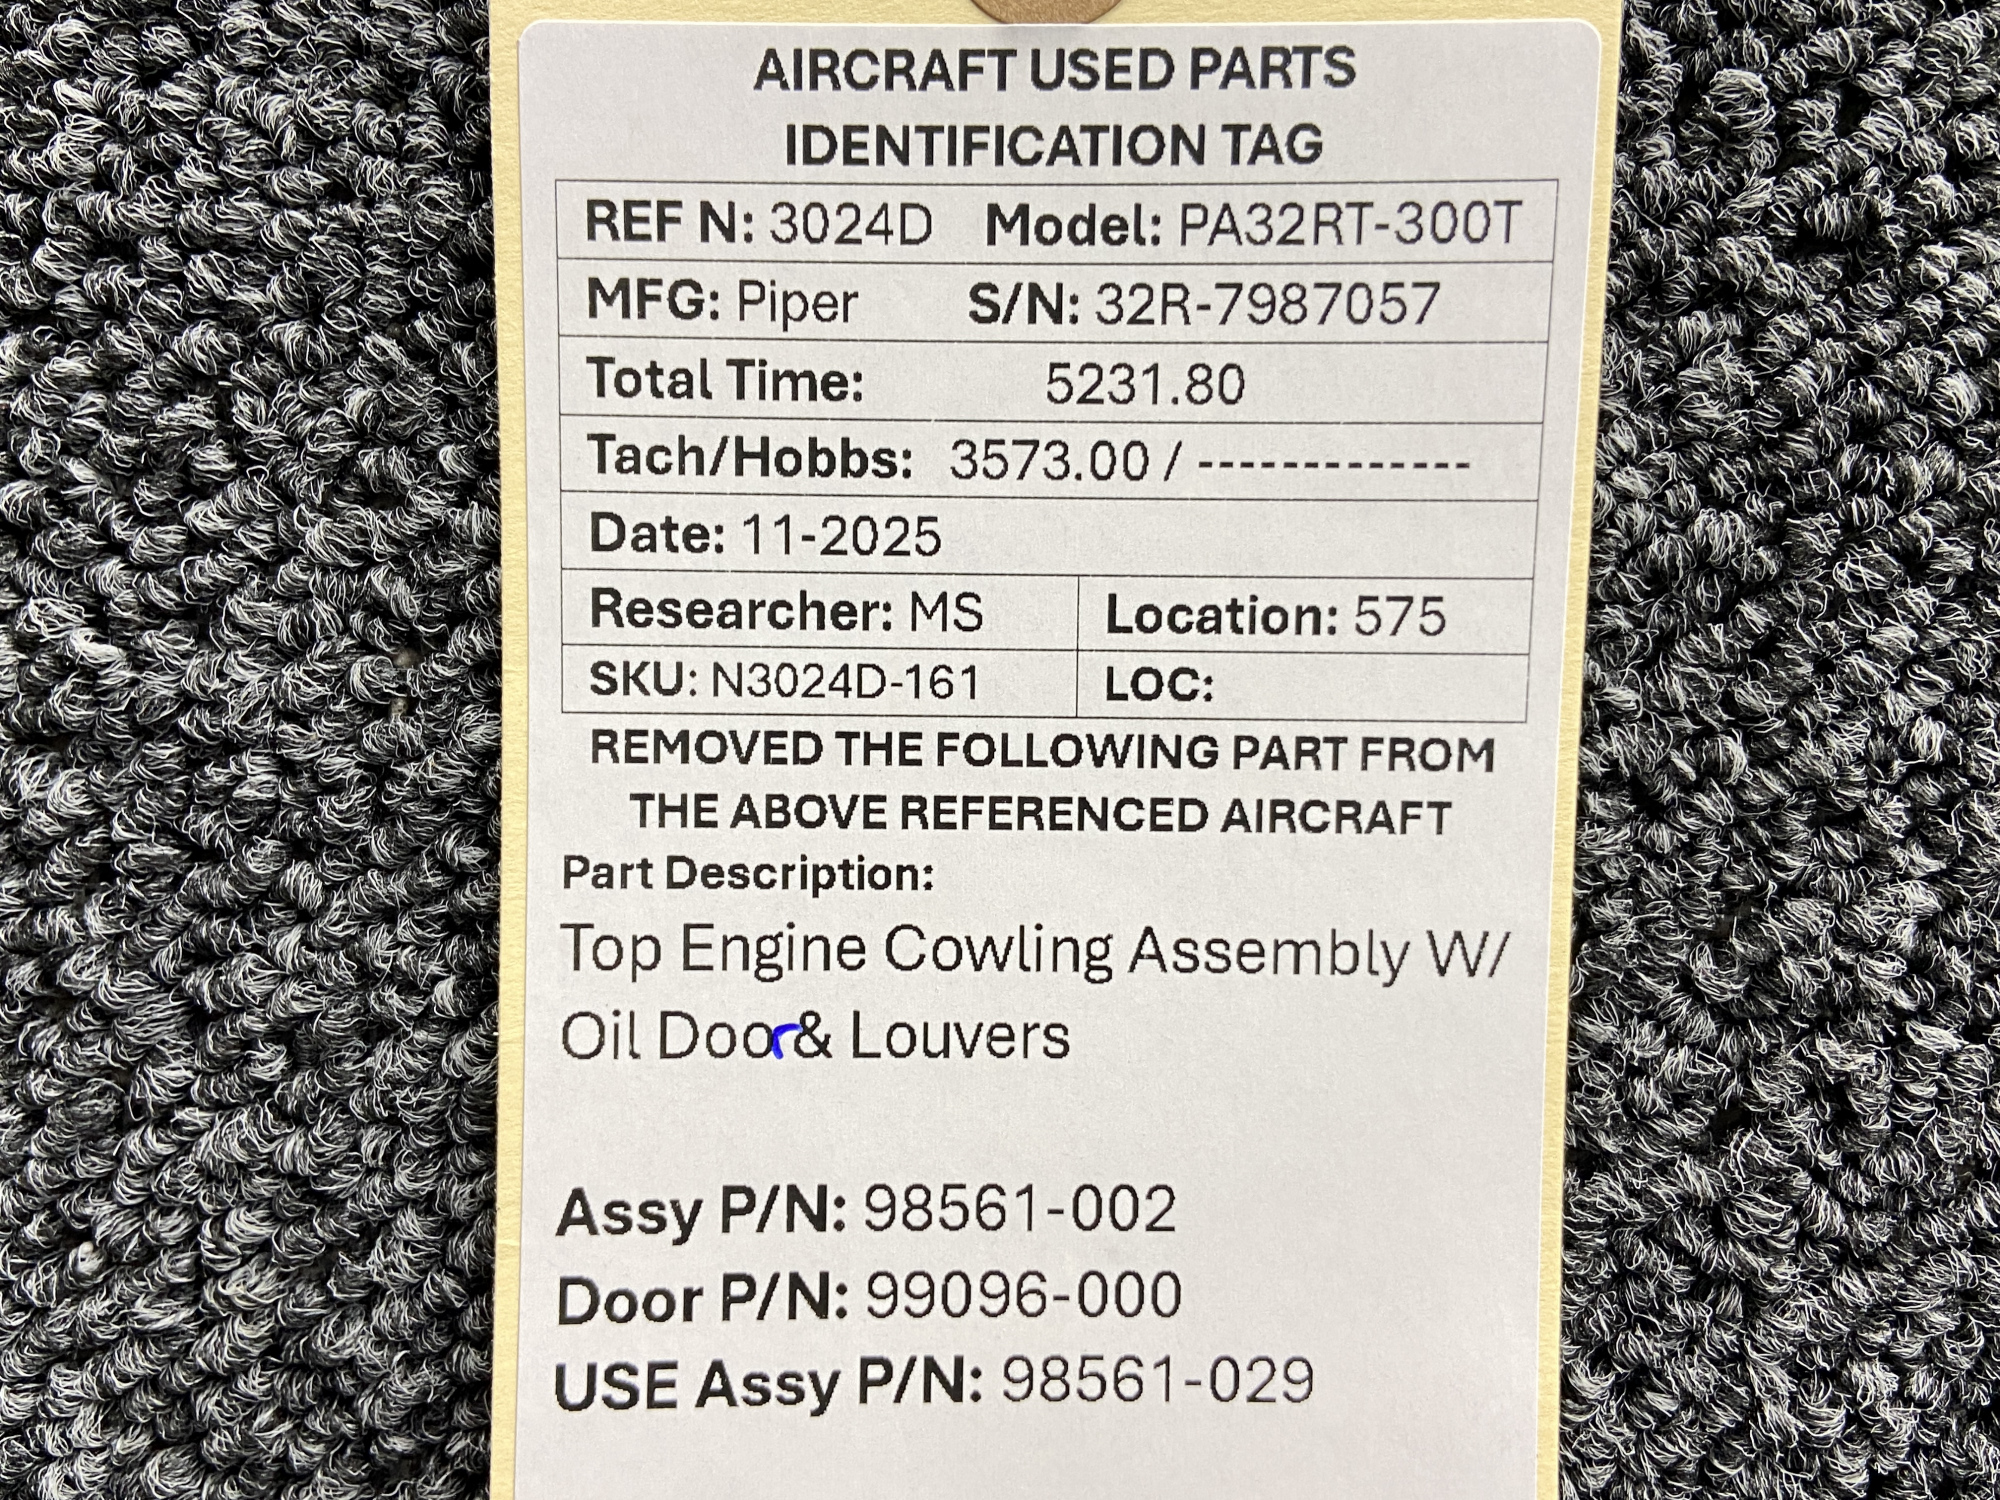 AIRCRAFT USED PARTS
IDENTIFICATION TAG
REF N: 3024D Model: PA32RT-300T
MFG: Piper S/N: 32R-7987057
Total Time: 5231.80
Tach/Hobbs: 3573.00 / -------------
Date: 11-2025
Researcher: MS Location: 575
SKU: N3024D-161 LOC:
REMOVED THE FOLLOWING PART FROM
THE ABOVE REFERENCED AIRCRAFT
Part Description:
Top Engine Cowling Assembly W/
Oil Door& Louvers
Assy P/N: 98561-002
Door P/N: 99096-000
USE Assy P/N: 98561-029